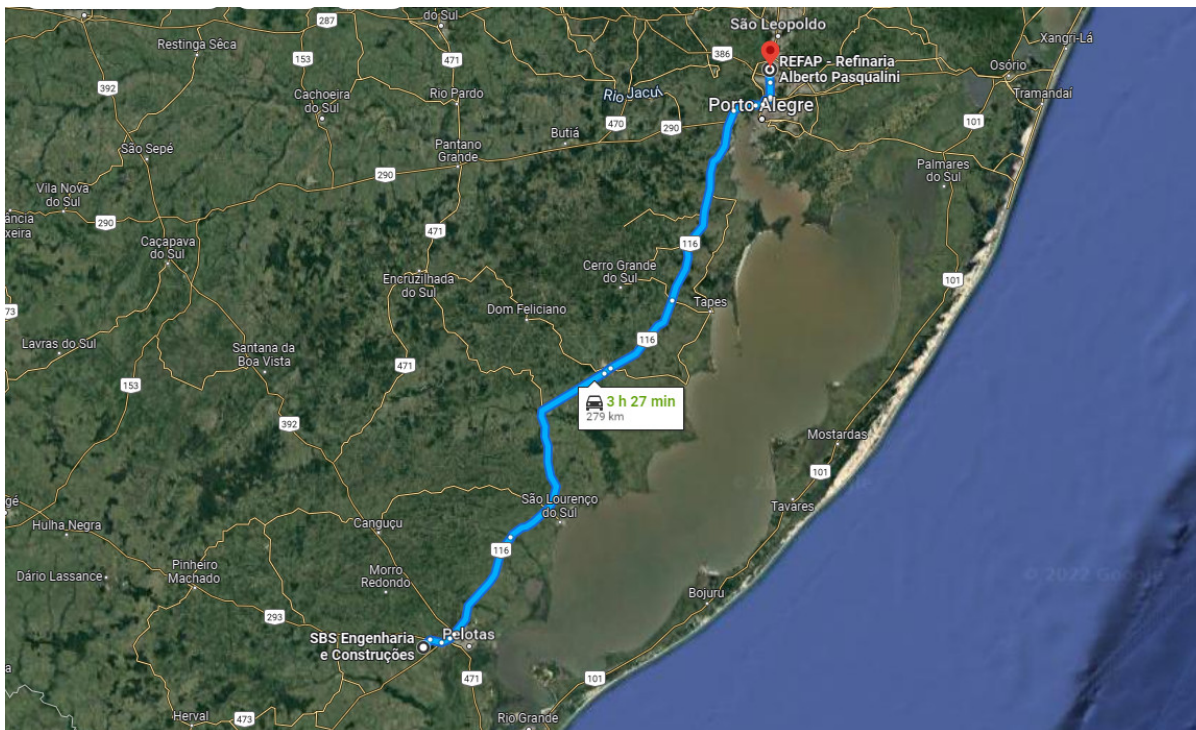 do Sul
287
São Leopoldo
Restinga Sêca
386
Xangri-Lá
153
471
REFAP - Refinaria
Alberto Pasqualini
Osório
392
Cachoeira
do Sul
Rio Pardo
Rio Jacuí
Porto Alegre
Tramandaí
470
290
101
Butiá
São Sepé
Pantano
Grande
Palmares
do Sul
290
Vila Nova
do Sul
290
ância
xeira
471
Caçapava
do Sul
116
Cerro Grande
do Sul
Encruzilhada
do Sul
101
Dom Feliciano
Tapes
73
Lavras do Sul
116
Santana da
Boa Vista
471
153
3 h 27 min
279 km
392
Mostardas
101
São Lourenço
do Sul
Tavares
gé
Hulha Negra
Canguçu
116
Pinheiro
Machado
Morro
Redondo
Dário Lassance
© 2022 Google
Bojuru
293
SBS Engenharia
e Construções
Pelotas
a
471
101
Herval
473
Rio Grande